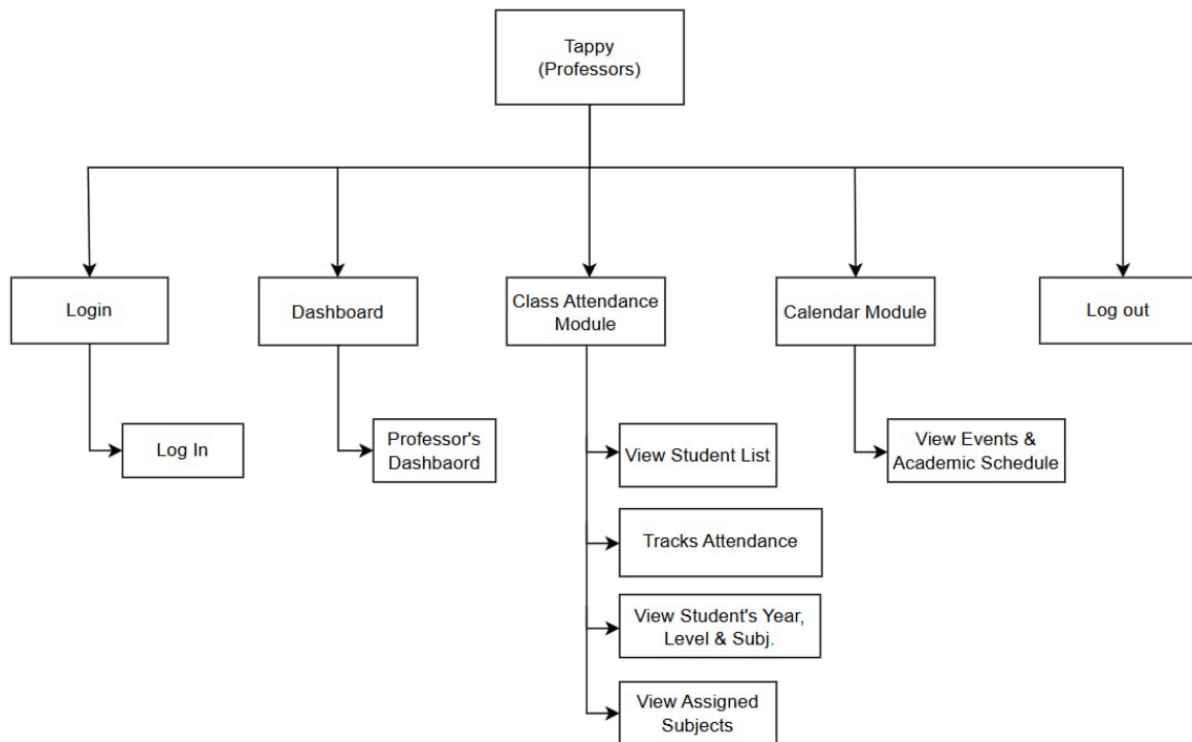 Tappy
(Professors)
Login
Dashboard
Class Attendance
Module
Calendar Module
Log out
Log In
Professor's
Dashbaord
View Student List
View Events &
Academic Schedule
Tracks Attendance
View Student's Year,
Level & Subj.
View Assigned
Subjects